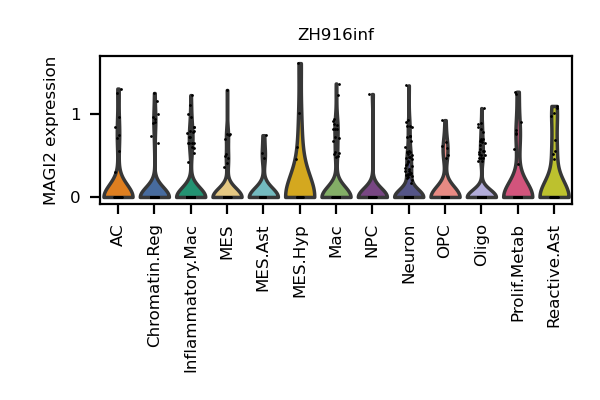 ZH916inf
MAGI2 expression
1
0
AC
Chromatin.Reg
Inflammatory.Mac
MES
MES.Ast
MES.Hyp
Mac
NPC
Neuron
OPC
Oligo
Prolif.Metab
Reactive.Ast